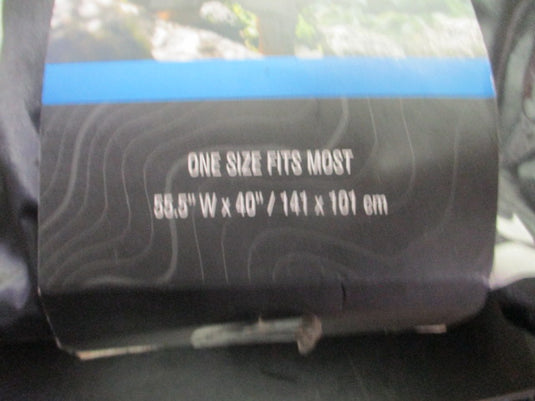 ONE SIZE FITS MOST
55.5" W x 40" / 141 x 101 cm